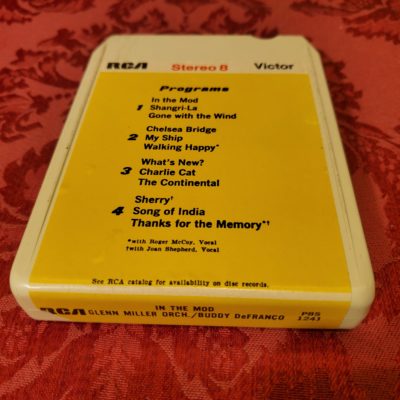 RCA Stereo 8 Victor
Programs
In the Mod
1 Shangri-La
Gone with the Wind
Chelsea Bridge
2 My Ship
Walking Happy*
What's New?
3 Charlie Cat
The Continental
Sherry†
4 Song of India
Thanks for the Memory*†
*with Roger McCoy, Vocal
†with Joan Shepherd, Vocal
See RCA catalog for availability on disc records.
IN THE MOD
RCA GLENN MILLER ORCH./BUDDY DeFRANCO
P8S
1241